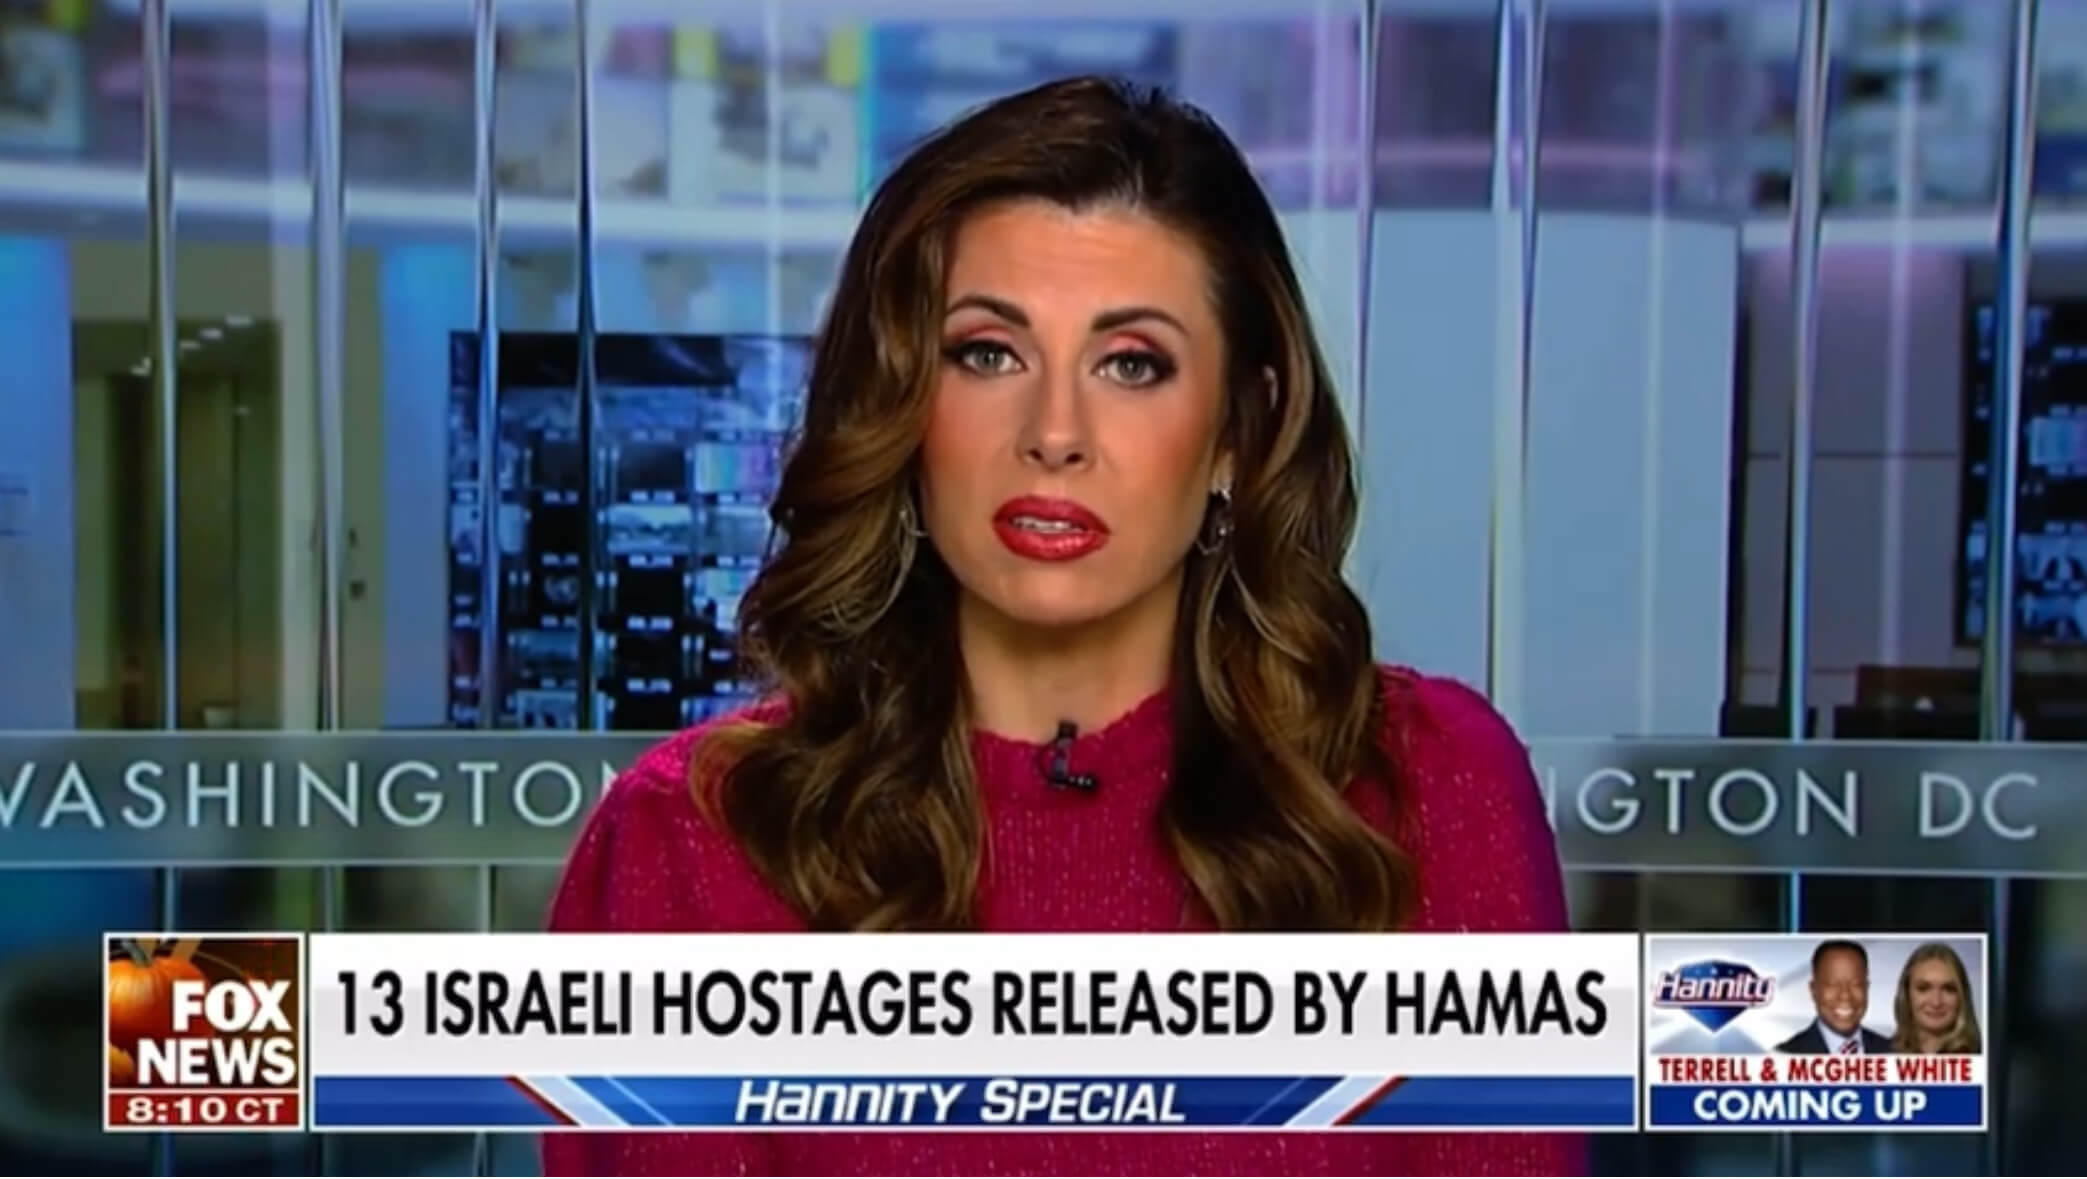 WASHINGTON
NGTON DC
FOX
NEWS
8:10 CT
13 ISRAELI HOSTAGES RELEASED BY HAMAS
HANNITY SPECIAL
Hannity
TERRELL & MCGHEE WHITE
COMING UP